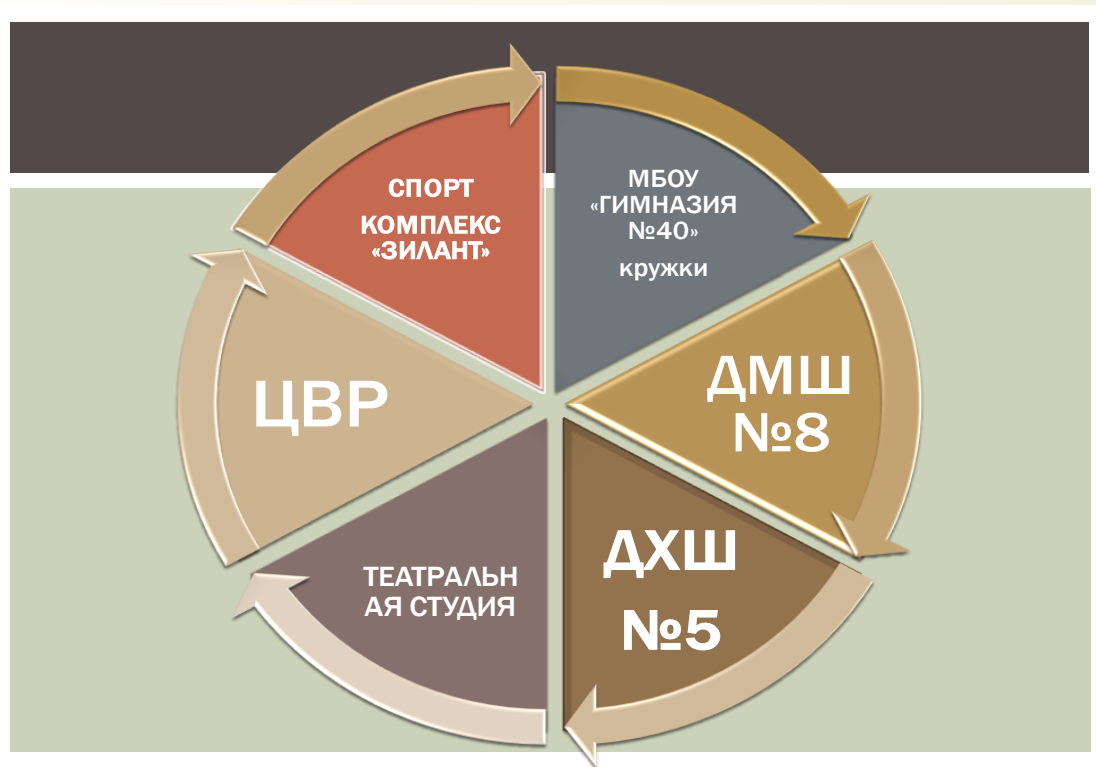 СПОРТ
КОМПЛЕКС
«ЗИЛАНТ»
МБОУ
«ГИМНАЗИЯ
№40»
кружки
ДМШ
№8
ДХШ
№5
ТЕАТРАЛЬН
АЯ СТУДИЯ
ЦВР